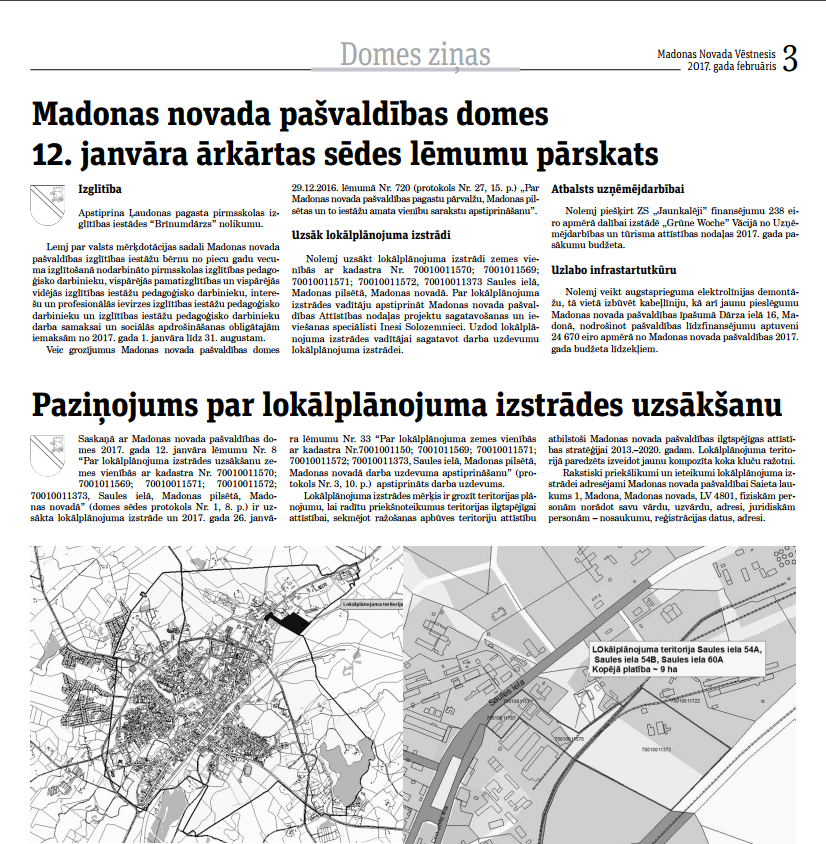 Domes ziņas
Madonas Novada Vēstnesis
2017. gada februāris
3
Madonas novada pašvaldības domes
12. janvāra ārkārtas sēdes lēmumu pārskats
Izglītība
Apstiprina Ļaudonas pagasta pirmsskolas iz-
glītības iestādes “Brīnumdārzs” nolikumu.
Lemj par valsts mērķdotācijas sadali Madonas novada
pašvaldības izglītības iestāžu bērnu no piecu gadu vecu-
ma izglītošanā nodarbināto pirmsskolas izglītības pedago-
ģisko darbinieku, vispārējās pamatizglītības un vispārējās
vidējās izglītības iestāžu pedagoģisko darbinieku, intere-
šu un profesionālās ievirzes izglītības iestāžu pedagoģisko
darbinieku un izglītības iestāžu pedagoģisko darbinieku
darba samaksai un sociālās apdrošināšanas obligātajām
iemaksām no 2017. gada 1. janvāra līdz 31. augustam.
Veic grozījumus Madonas novada pašvaldības domes
29.12.2016. lēmumā Nr. 720 (protokols Nr. 27, 15. p.) „Par
Madonas novada pašvaldības pagastu pārvalžu, Madonas pil-
sētas un to iestāžu amata vienību sarakstu apstiprināšanu”.
Uzsāk lokālplānojuma izstrādi
Nolemj uzsākt lokālplānojuma izstrādi zemes vie-
nībās ar kadastra Nr. 70010011570; 7001011569;
70010011571; 70010011572, 70010011373 Saules ielā,
Madonas pilsētā, Madonas novadā. Par lokālplānojuma
izstrādes vadītāju apstiprināt Madonas novada pašval-
dības Attīstības nodaļas projektu sagatavošanas un ie-
viešanas speciālisti Inesi Solozemnieci. Uzdod lokālplā-
nojuma izstrādes vadītājai sagatavot darba uzdevumu
lokālplānojuma izstrādei.
Atbalsts uzņēmējdarbībai
Nolemj piešķirt ZS „Jaunkalēji” finansējumu 238 ei-
ro apmērā dalībai izstādē „Grüne Woche” Vācijā no Uzņē-
mējdarbības un tūrisma attīstības nodaļas 2017. gada pa-
sākumu budžeta.
Uzlabo infrastartutkūru
Nolemj veikt augstsprieguma elektrolīnijas demontā-
žu, tā vietā izbūvēt kabeļlīniju, kā arī jaunu pieslēgumu
Madonas novada pašvaldības īpašumā Dārza ielā 16, Ma-
donā, nodrošinot pašvaldības līdzfinansējumu aptuveni
24 670 eiro apmērā no Madonas novada pašvaldības 2017.
gada budžeta līdzekļiem.
Paziņojums par lokālplānojuma izstrādes uzsākšanu
Saskaņā ar Madonas novada pašvaldības do-
mes 2017. gada 12. janvāra lēmumu Nr. 8
“Par lokālplānojuma izstrādes uzsākšanu ze-
mes vienībās ar kadastra Nr. 70010011570;
7001011569; 70010011571; 70010011572;
70010011373, Saules ielā, Madonas pilsētā, Mado-
nas novadā” (domes sēdes protokols Nr. 1, 8. p.) ir uz-
sākta lokālplānojuma izstrāde un 2017. gada 26. janvā-
ra lēmumu Nr. 33 “Par lokālplānojuma zemes vienībās
ar kadastra Nr.7001001150; 7001011569; 70010011571;
70010011572; 70010011373, Saules ielā, Madonas pilsētā,
Madonas novadā darba uzdevuma apstiprināšanu” (pro-
tokols Nr. 3, 10. p.) apstiprināts darba uzdevums.
Lokālplānojuma izstrādes mērķis ir grozīt teritorijas plā-
nojumu, lai radītu priekšnoteikumus teritorijas ilgtspējīgai
attīstībai, sekmējot ražošanas apbūves teritoriju attīstību
atbilstoši Madonas novada pašvaldības ilgtspējīgas attīstī-
bas stratēģijai 2013.–2020. gadam. Lokālplānojuma terito-
rijā paredzēts izveidot jaunu kompozīta koka kluču ražotni.
Rakstiski priekšlikumi un ieteikumi lokālplānojuma iz-
strādei adresējami Madonas novada pašvaldībai Saieta lau-
kums 1, Madona, Madonas novads, LV 4801, fiziskām per-
sonām norādot savu vārdu, uzvārdu, adresi, juridiskām
personām – nosaukumu, reģistrācijas datus, adresi.
Lokālplānojuma teritorija
LOkālplānojuma teritorija Saules iela 54A,
Saules iela 54B, Saules iela 60A
Kopējā platība ~ 9 ha
Saules iela
70010011570
70010011373